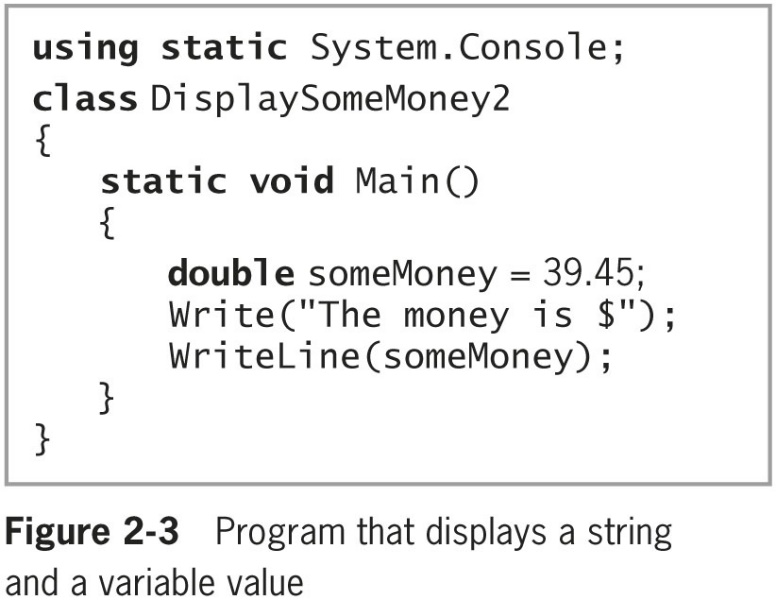 using static System.Console;
class DisplaySomeMoney2
{
static void Main()
{
double someMoney = 39.45;
Write("The money is $");
WriteLine(someMoney);
}
}
Figure 2-3 Program that displays a string
and a variable value